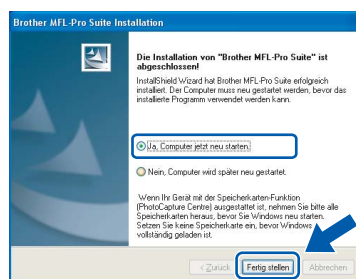 Brother MFL-Pro Suite Installation
Die Installation von "Brother MFL-Pro Suite" ist
abgeschlossen!
InstallShield Wizard hat Brother MFL-Pro Suite erfolgreich
installiert. Der Computer muss neu gestartet werden, bevor das
installierte Programm verwendet werden kann.
Ja, Computer jetzt neu starten.
Nein, Computer wird später neu gestartet.
Wenn Ihr Gerät mit der Speicherkarten-Funktion
(PhotoCapture Centre) ausgestattet ist, nehmen Sie bitte alle
Speicherkarten heraus, bevor Sie Windows neu starten.
Setzen Sie keine Speicherkarte ein, bevor Windows
vollständig geladen ist.
< Zurück Fertig stellen Abbrechen